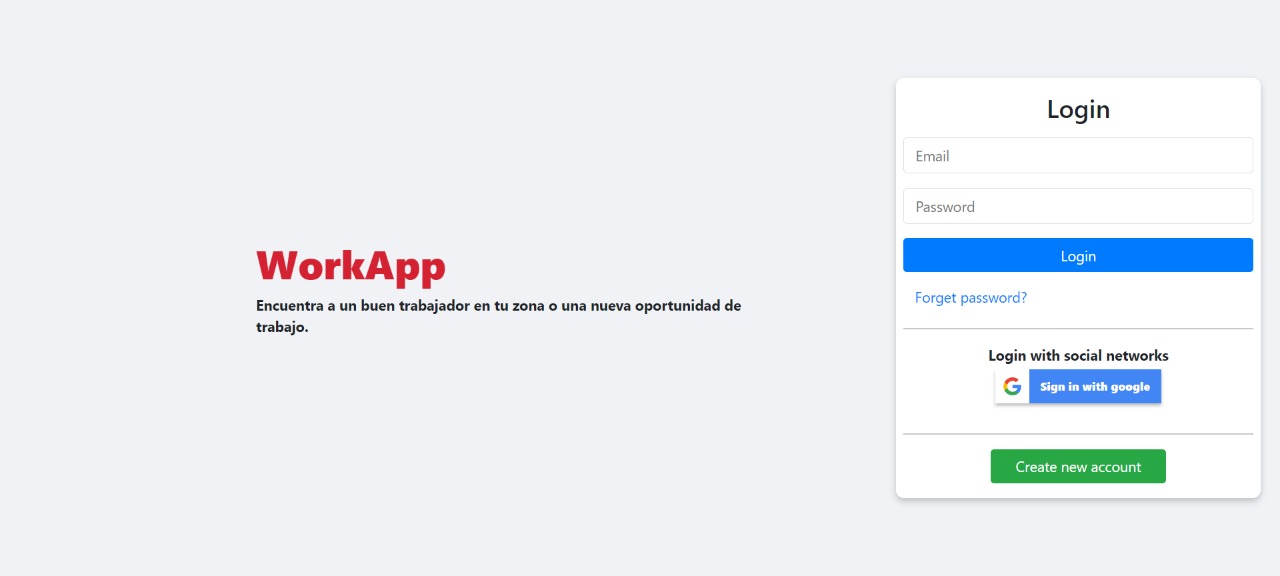 WorkApp
Encuentra a un buen trabajador en tu zona o una nueva oportunidad de
trabajo.
Login
Email
Password
Login
Forget password?
Login with social networks
Sign in with google
Create new account